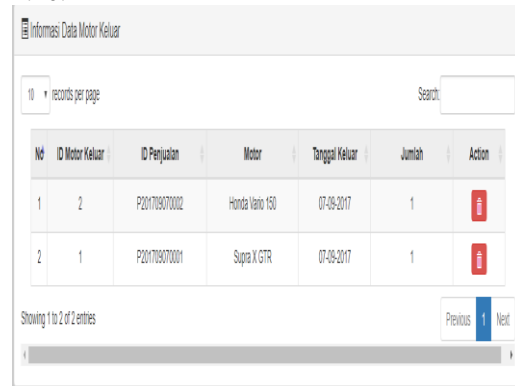 Informasi Data Motor Keluar
10 records per page Search:
No ID Motor Keluar ID Penjualan Motor Tanggal Keluar Jumlah Action
1 2 P201709070002 Honda Vario 150 07-09-2017 1
2 1 P201709070001 Supra X GTR 07-09-2017 1
Showing 1 to 2 of 2 entries
Previous 1 Next